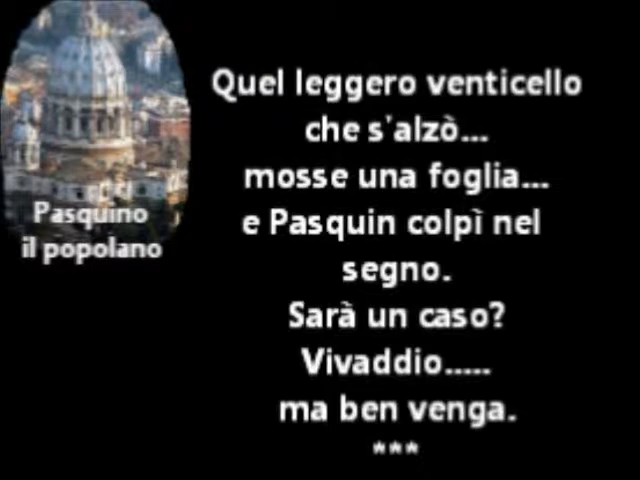 Pasquino
il popolano
Quel leggero venticello
che s'alzò...
mosse una foglia...
e Pasquin colpì nel
segno.
Sarà un caso?
Vivaddio.....
ma ben venga.
***